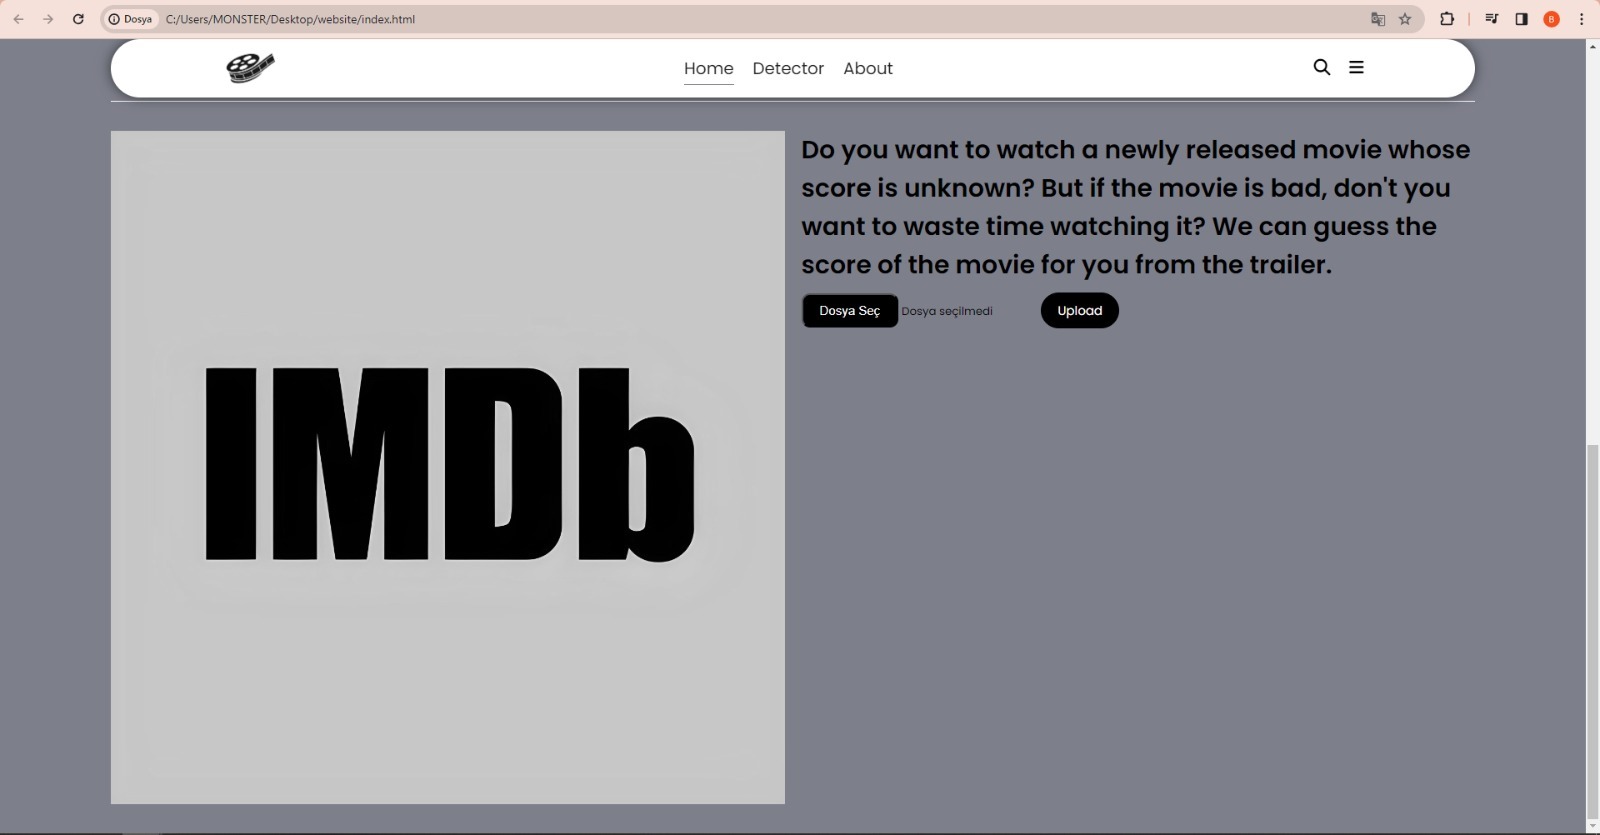 Dosya
C:/Users/MONSTER/Desktop/website/index.html
B
Home
Detector
About
IMDb
Do you want to watch a newly released movie whose
score is unknown? But if the movie is bad, don't you
want to waste time watching it? We can guess the
score of the movie for you from the trailer.
Dosya Seç
Dosya seçilmedi
Upload